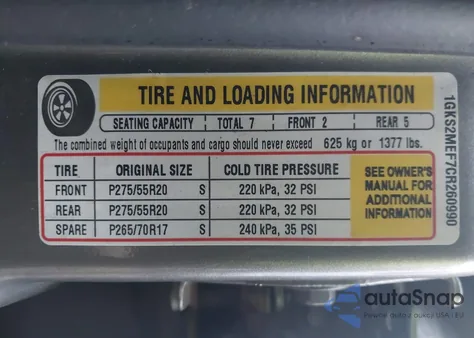 TIRE AND LOADING INFORMATION
SEATING CAPACITY TOTAL 7 FRONT 2 REAR 5
The combined weight of occupants and cargo should never exceed 625 kg or 1377 lbs.
TIRE ORIGINAL SIZE COLD TIRE PRESSURE
FRONT P275/55R20 S 220 kPa, 32 PSI
REAR P275/55R20 S 220 kPa, 32 PSI
SPARE P265/70R17 S 240 kPa, 35 PSI
SEE OWNER'S
MANUAL FOR
ADDITIONAL
INFORMATION
1GKS2MEF7CR260990
autoSnap